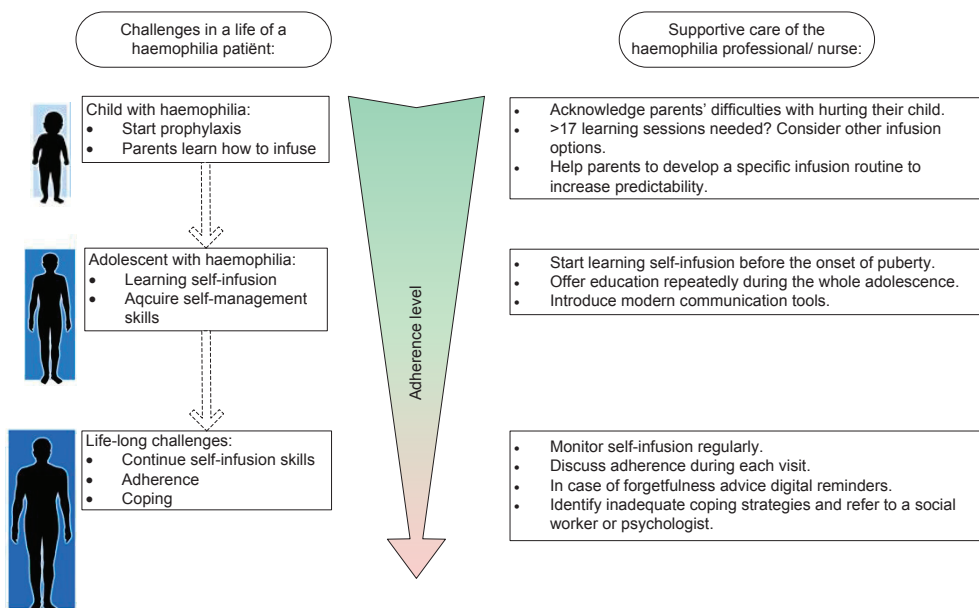 Challenges in a life of a
haemophilia patiënt:
Supportive care of the
haemophilia professional/ nurse:
Child with haemophilia:
• Start prophylaxis
• Parents learn how to infuse
• Acknowledge parents' difficulties with hurting their child.
• >17 learning sessions needed? Consider other infusion
options.
• Help parents to develop a specific infusion routine to
increase predictability.
Adolescent with haemophilia:
• Learning self-infusion
• Aqcuire self-management
skills
• Start learning self-infusion before the onset of puberty.
• Offer education repeatedly during the whole adolescence.
• Introduce modern communication tools.
Adherence level
Life-long challenges:
• Continue self-infusion skills
• Adherence
• Coping
• Monitor self-infusion regularly.
• Discuss adherence during each visit.
• In case of forgetfulness advice digital reminders.
• Identify inadequate coping strategies and refer to a social
worker or psychologist.